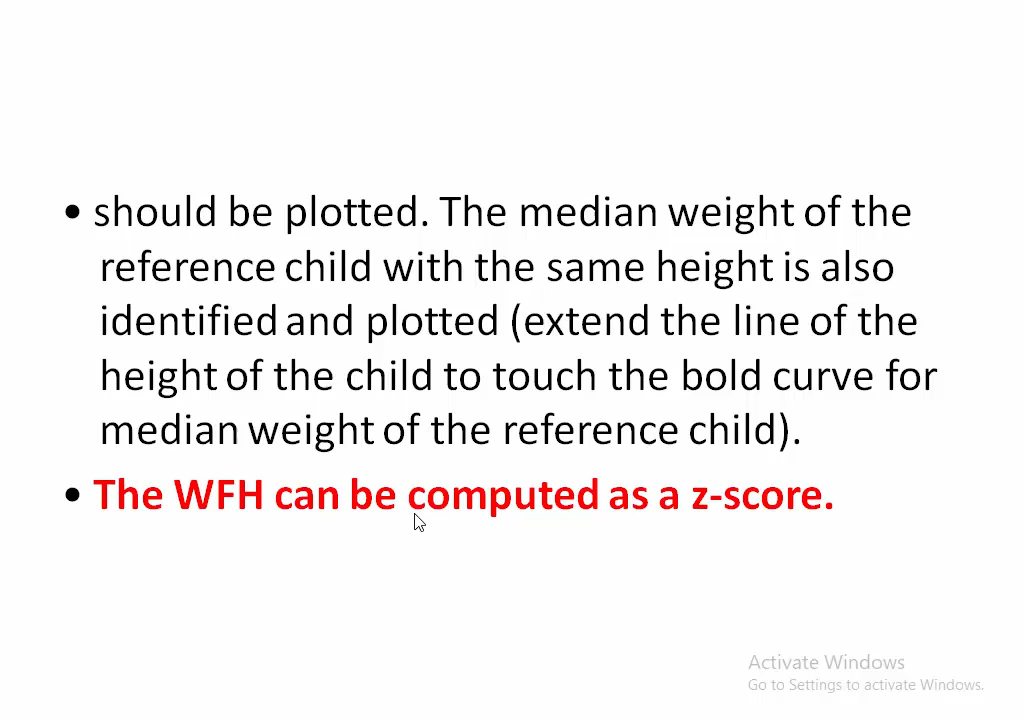 • should be plotted. The median weight of the
reference child with the same height is also
identified and plotted (extend the line of the
height of the child to touch the bold curve for
median weight of the reference child).
• The WFH can be computed as a z-score.
Activate Windows
Go to Settings to activate Windows.